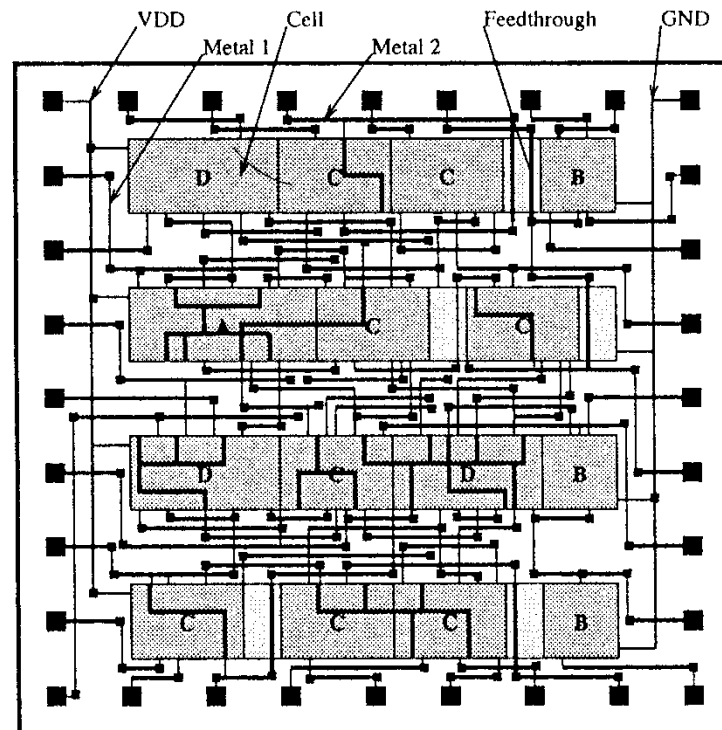 VDD Cell Feedthrough GND
Metal 1 Metal 2
D C C B
A C C
D C D B
C C C B